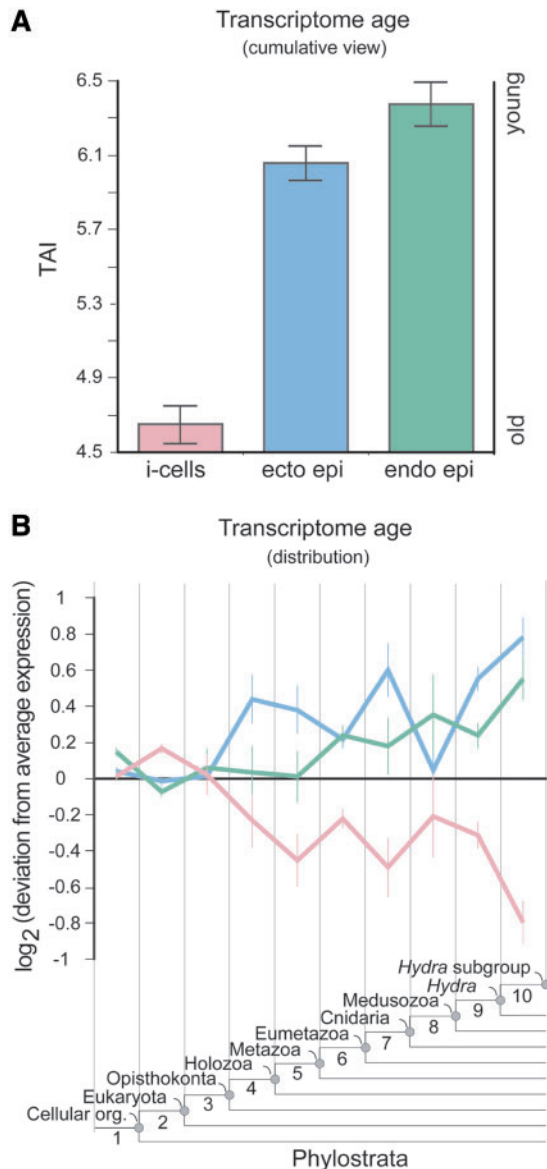 A
Transcriptome age
(cumulative view)
TAI
6.5
6.1
5.7
5.3
4.9
4.5
young
old
i-cells
ecto epi
endo epi
B
Transcriptome age
(distribution)
log2 (deviation from average expression)
1
0.8
0.6
0.4
0.2
0
-0.2
-0.4
-0.6
-0.8
-1
Hydra subgroup
Hydra
10
Medusozoa
9
Cnidaria
8
Eumetazoa
7
Metazoa
6
Holozoa
5
Opisthokonta
4
Eukaryota
3
Cellular org.
2
1
Phylostrata